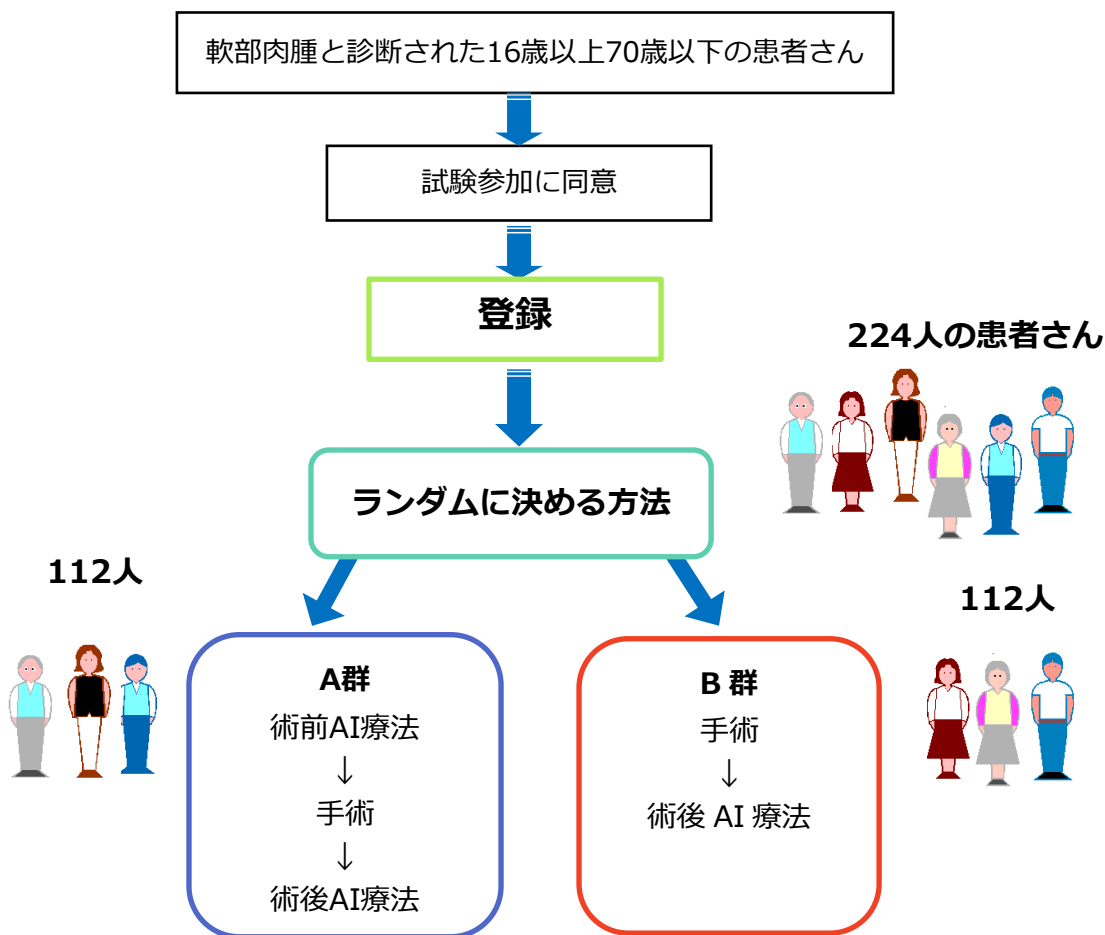 軟部肉腫と診断された16歳以上70歳以下の患者さん
試験参加に同意
登録
224人の患者さん
ランダムに決める方法
112人
A群
術前AI療法
↓
手術
↓
術後AI療法
112人
B 群
手術
↓
術後 AI 療法